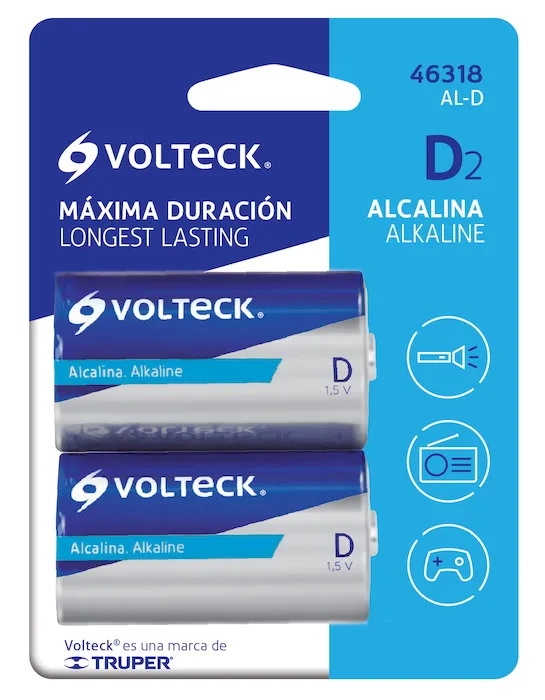 46318
AL-D
VOLTECK®
D2
MÁXIMA DURACIÓN
LONGEST LASTING
ALCALINA
ALKALINE
VOLTECK®
Alcalina. Alkaline
D
1,5 V
VOLTECK®
Alcalina. Alkaline
D
1,5 V
Volteck® es una marca de
TRUPER®